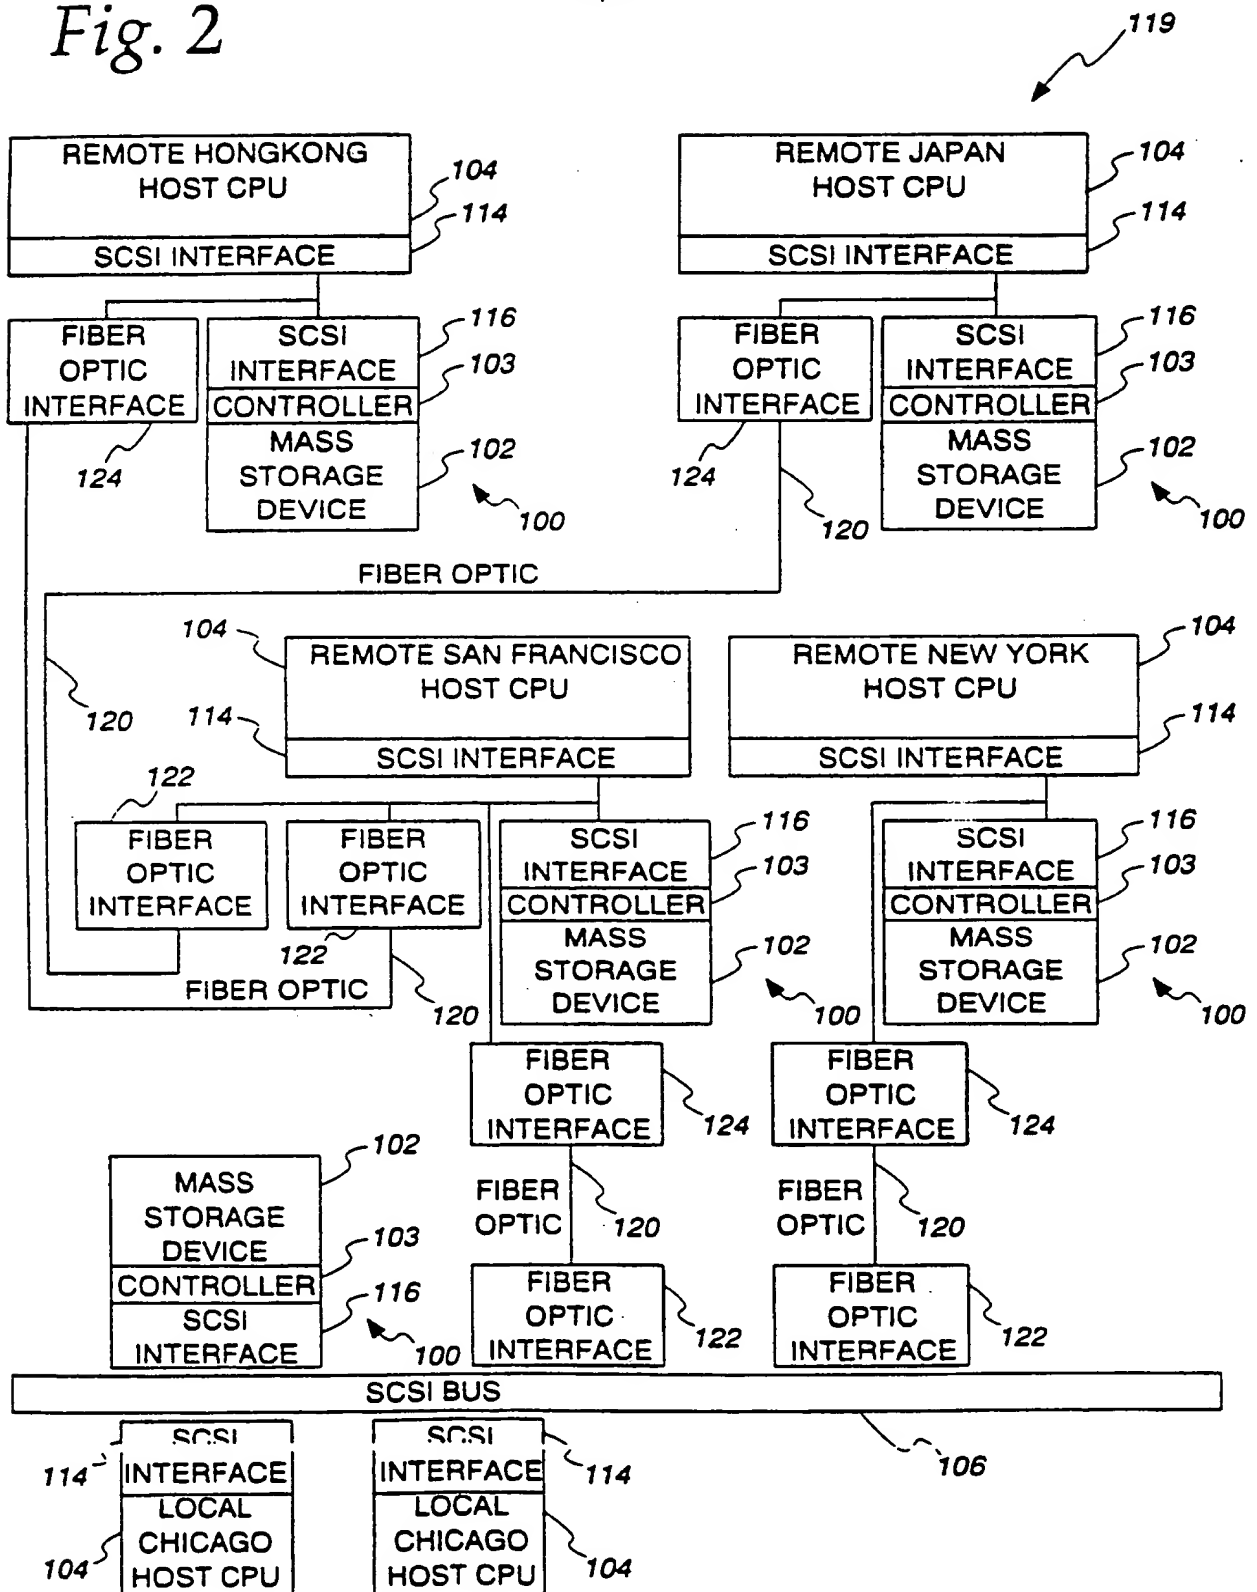 Fig. 2
119
REMOTE HONGKONG
HOST CPU
104
114
SCSI INTERFACE
REMOTE JAPAN
HOST CPU
104
114
SCSI INTERFACE
FIBER
OPTIC
INTERFACE
124
SCSI
INTERFACE
116
CONTROLLER
103
MASS
STORAGE
DEVICE
102
100
FIBER
OPTIC
INTERFACE
124
120
SCSI
INTERFACE
116
CONTROLLER
103
MASS
STORAGE
DEVICE
102
100
FIBER OPTIC
120
104
REMOTE SAN FRANCISCO
HOST CPU
114
SCSI INTERFACE
REMOTE NEW YORK
HOST CPU
104
114
SCSI INTERFACE
122
FIBER
OPTIC
INTERFACE
FIBER
OPTIC
INTERFACE
122
FIBER OPTIC
120
SCSI
INTERFACE
116
CONTROLLER
103
MASS
STORAGE
DEVICE
102
100
SCSI
INTERFACE
116
CONTROLLER
103
MASS
STORAGE
DEVICE
102
100
FIBER
OPTIC
INTERFACE
124
FIBER
OPTIC
INTERFACE
124
FIBER
OPTIC
120
FIBER
OPTIC
120
102
MASS
STORAGE
DEVICE
103
CONTROLLER
116
SCSI
INTERFACE
100
FIBER
OPTIC
INTERFACE
122
FIBER
OPTIC
INTERFACE
122
SCSI BUS
106
114
SCSI
INTERFACE
104
LOCAL
CHICAGO
HOST CPU
SCSI
INTERFACE
114
LOCAL
CHICAGO
HOST CPU
104